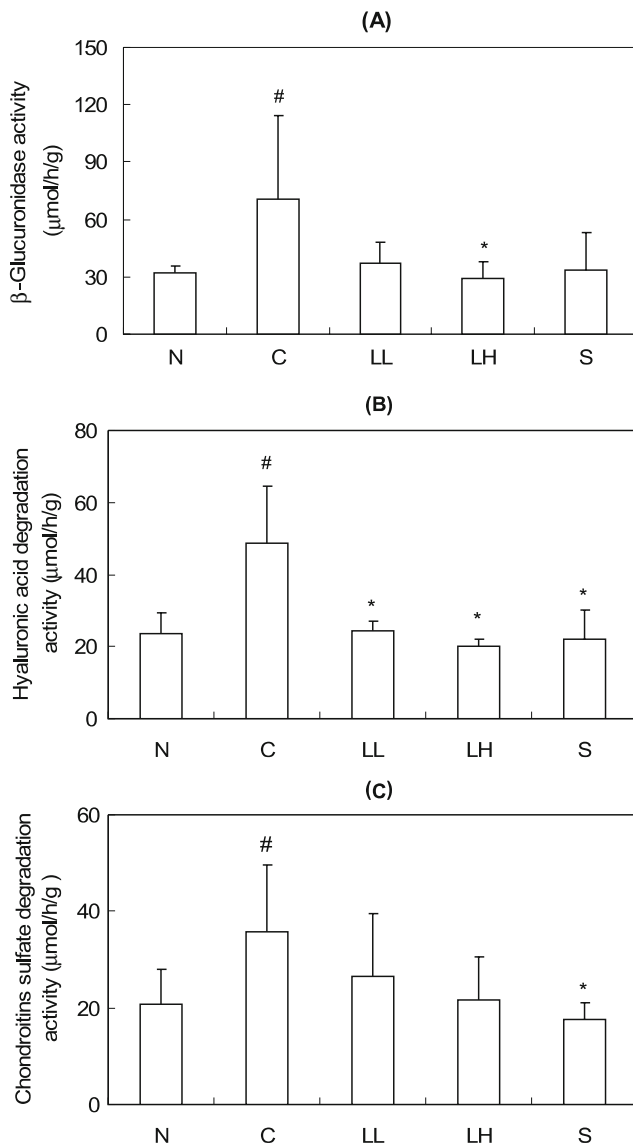 (A)
β-Glucuronidase activity
(μmol/h/g)
150
120
90
60
30
0
#
*
N C LL LH S
(B)
Hyaluronic acid degradation
activity (μmol/h/g)
80
60
40
20
0
#
* * *
N C LL LH S
(C)
Chondroitins sulfate degradation
activity (μmol/h/g )
60
40
20
0
#
*
N C LL LH S